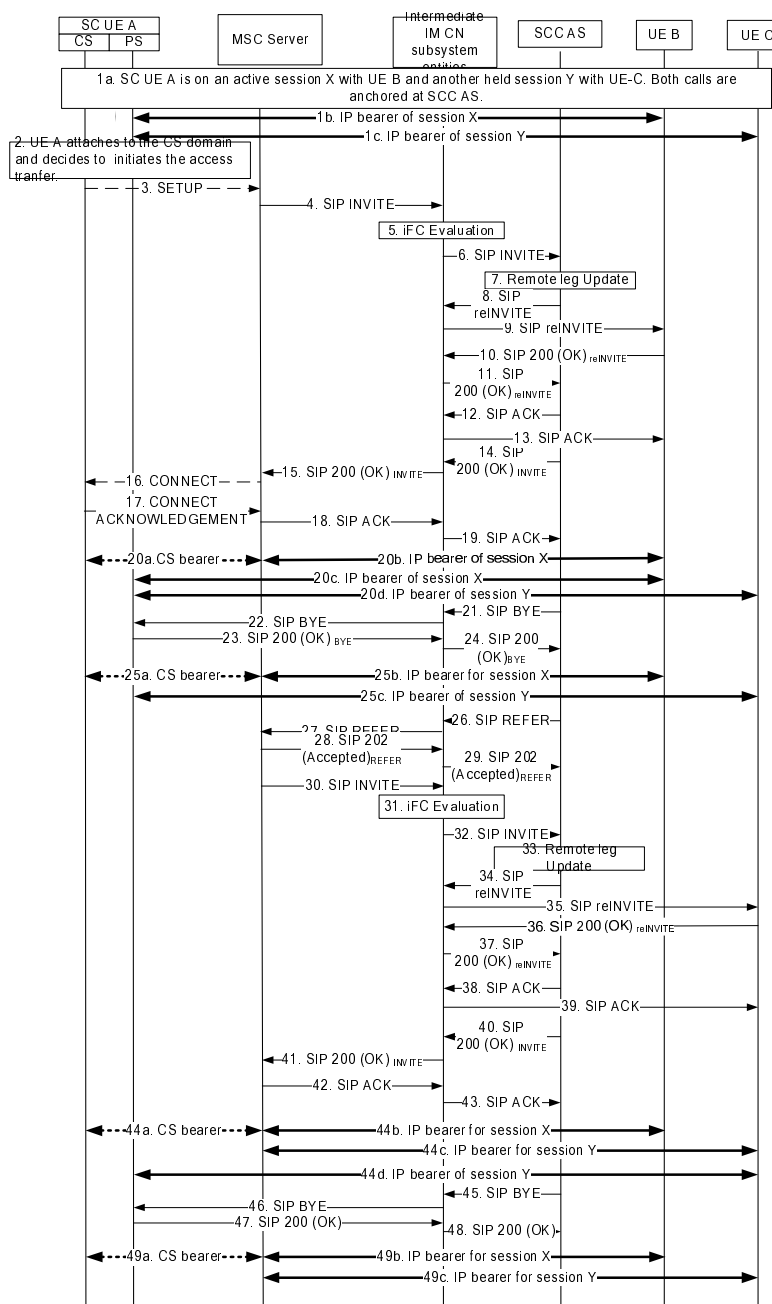 SC UE A
CS
PS
MSC Server
Intermediate
IM CN
subsystem
entities
SCC AS
UE B
UE C
1a. SC UE A is on an active session X with UE B and another held session Y with UE-C. Both calls are
anchored at SCC AS.
1b. IP bearer of session X
1c. IP bearer of session Y
2. UE A attaches to the CS domain
and decides to initiates the access
tranfer.
3. SETUP
4. SIP INVITE
5. iFC Evaluation
6. SIP INVITE
7. Remote leg Update
8. SIP
reINVITE
9. SIP reINVITE
10. SIP 200 (OK) reINVITE
11. SIP
200 (OK) reINVITE
12. SIP ACK
13. SIP ACK
14. SIP
200 (OK) INVITE
15. SIP 200 (OK) INVITE
16. CONNECT
17. CONNECT
ACKNOWLEDGEMENT
18. SIP ACK
19. SIP ACK
20a. CS bearer
20b. IP bearer of session X
20c. IP bearer of session X
20d. IP bearer of session Y
21. SIP BYE
22. SIP BYE
23. SIP 200 (OK) BYE
24. SIP 200
(OK)BYE
25a. CS bearer
25b. IP bearer for session X
25c. IP bearer of session Y
26. SIP REFER
27. SIP REFER
28. SIP 202
(Accepted)REFER
29. SIP 202
(Accepted)REFER
30. SIP INVITE
31. iFC Evaluation
32. SIP INVITE
33. Remote leg
Update
34. SIP
reINVITE
35. SIP reINVITE
36. SIP 200 (OK) reINVITE
37. SIP
200 (OK) reINVITE
38. SIP ACK
39. SIP ACK
40. SIP
200 (OK) INVITE
41. SIP 200 (OK) INVITE
42. SIP ACK
43. SIP ACK
44a. CS bearer
44b. IP bearer for session X
44c. IP bearer for session Y
44d. IP bearer of session Y
45. SIP BYE
46. SIP BYE
47. SIP 200 (OK)
48. SIP 200 (OK)
49a. CS bearer
49b. IP bearer for session X
49c. IP bearer for session Y